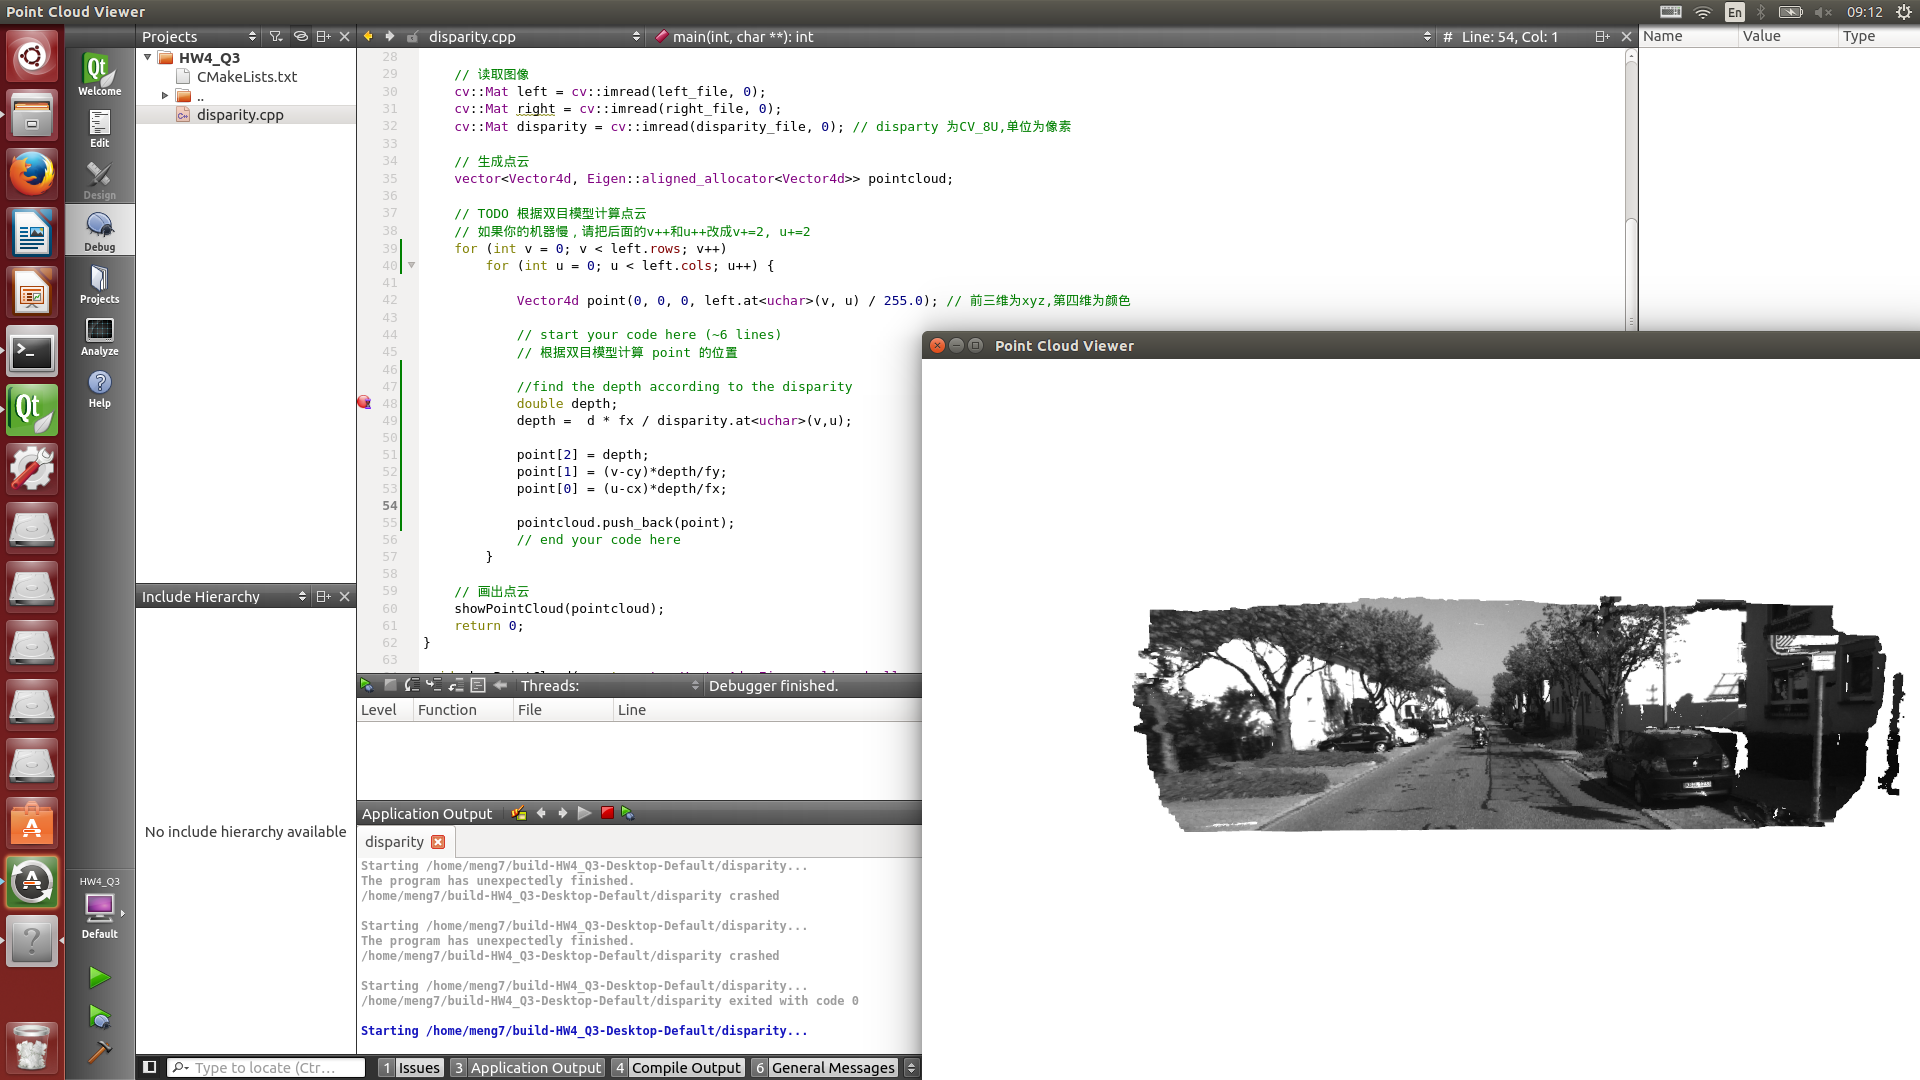 Point Cloud Viewer
En
09:12
Projects
disparity.cpp
main(int, char **): int
# Line: 54, Col: 1
Name Value Type
Welcome
Edit
Design
Debug
Projects
Analyze
Help
HW4_Q3
Default
HW4_Q3
CMakeLists.txt
..
disparity.cpp
Include Hierarchy
No include hierarchy available
28
29 // 读取图像
30 cv::Mat left = cv::imread(left_file, 0);
31 cv::Mat right = cv::imread(right_file, 0);
32 cv::Mat disparity = cv::imread(disparity_file, 0); // disparty 为CV_8U,单位为像素
33
34 // 生成点云
35 vector<Vector4d, Eigen::aligned_allocator<Vector4d>> pointcloud;
36
37 // TODO 根据双目模型计算点云
38 // 如果你的机器慢，请把后面的v++和u++改成v+=2, u+=2
39 for (int v = 0; v < left.rows; v++)
40 for (int u = 0; u < left.cols; u++) {
41
42 Vector4d point(0, 0, 0, left.at<uchar>(v, u) / 255.0); // 前三维为xyz,第四维为颜色
43
44 // start your code here (~6 lines)
45 // 根据双目模型计算 point 的位置
46
47 //find the depth according to the disparity
48 double depth;
49 depth =  d * fx / disparity.at<uchar>(v,u);
50
51 point[2] = depth;
52 point[1] = (v-cy)*depth/fy;
53 point[0] = (u-cx)*depth/fx;
54
55 pointcloud.push_back(point);
56 // end your code here
57 }
58
59 // 画出点云
60 showPointCloud(pointcloud);
61 return 0;
62 }
63
Threads:
Debugger finished.
Level Function File Line
Application Output
disparity
Starting /home/meng7/build-HW4_Q3-Desktop-Default/disparity...
The program has unexpectedly finished.
/home/meng7/build-HW4_Q3-Desktop-Default/disparity crashed
Starting /home/meng7/build-HW4_Q3-Desktop-Default/disparity...
The program has unexpectedly finished.
/home/meng7/build-HW4_Q3-Desktop-Default/disparity crashed
Starting /home/meng7/build-HW4_Q3-Desktop-Default/disparity...
/home/meng7/build-HW4_Q3-Desktop-Default/disparity exited with code 0
Starting /home/meng7/build-HW4_Q3-Desktop-Default/disparity...
Type to locate (Ctr…
1 Issues
3 Application Output
4 Compile Output
6 General Messages
Point Cloud Viewer